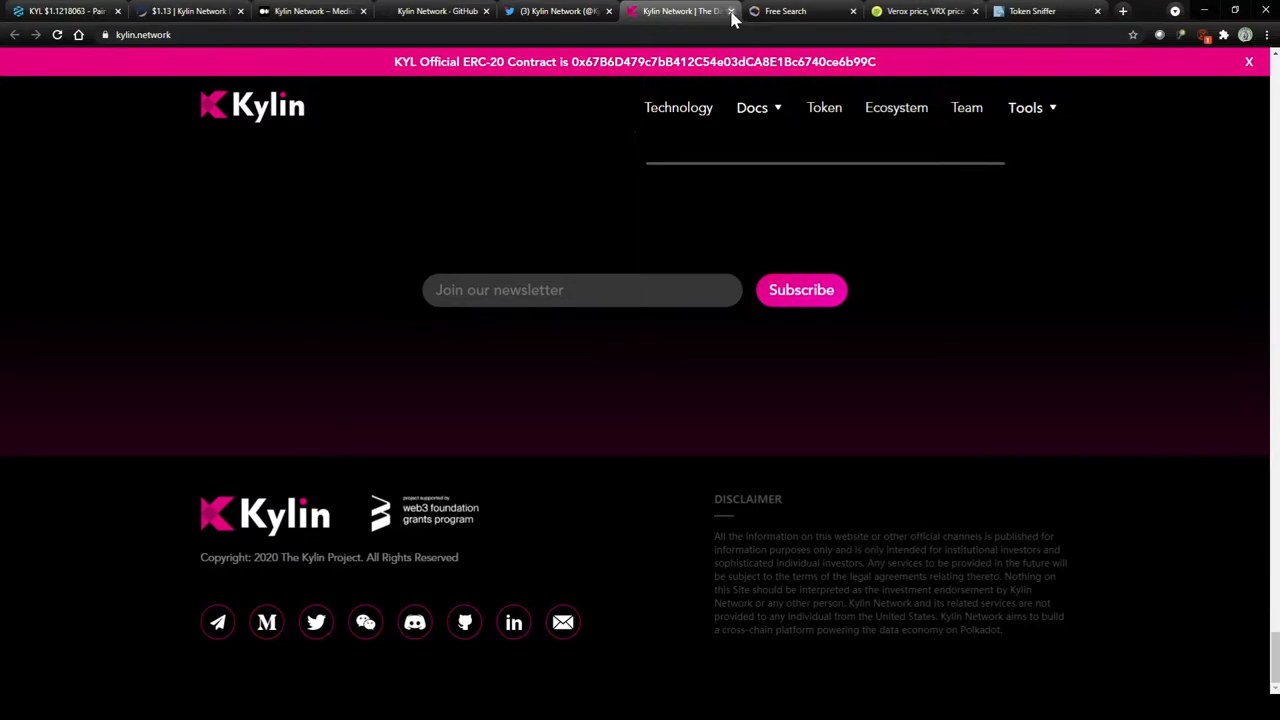 KYL $1.1218063 - Pair
$1.13 | Kylin Network
Kylin Network – Medi
Kylin Network · GitHub
(3) Kylin Network (@K
Kylin Network | The D
Free Search
Verox price, VRX price
Token Sniffer
kylin.network
KYL Official ERC-20 Contract is 0x67B6D479c7bB412C54e03dCA8E1Bc6740ce6b99C
X
Kylin
Technology
Docs
Token
Ecosystem
Team
Tools
Join our newsletter
Subscribe
Kylin
project supported by
web3 foundation
grants program
Copyright: 2020 The Kylin Project. All Rights Reserved
DISCLAIMER
All the information on this website or other official channels is published for
information purposes only and is only intended for institutional investors and
sophisticated individual investors. Any services to be provided in the future will
be subject to the terms of the legal agreements relating thereto. Nothing on
this Site should be interpreted as the investment endorsement by Kylin
Network or any other person. Kylin Network and its related services are not
provided to any individual from the United States. Kylin Network aims to build
a cross-chain platform powering the data economy on Polkadot.